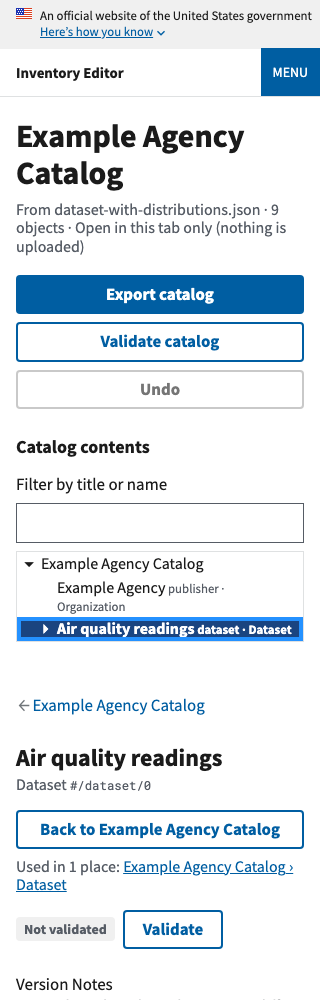 An official website of the United States government
Here's how you know
Inventory Editor
MENU
Example Agency
Catalog
From dataset-with-distributions.json · 9
objects · Open in this tab only (nothing is
uploaded)
Export catalog
Validate catalog
Undo
Catalog contents
Filter by title or name
Example Agency Catalog
Example Agency publisher ·
Organization
Air quality readings dataset · Dataset
← Example Agency Catalog
Air quality readings
Dataset #/dataset/0
Back to Example Agency Catalog
Used in 1 place: Example Agency Catalog ›
Dataset
Not validated
Validate
Version Notes